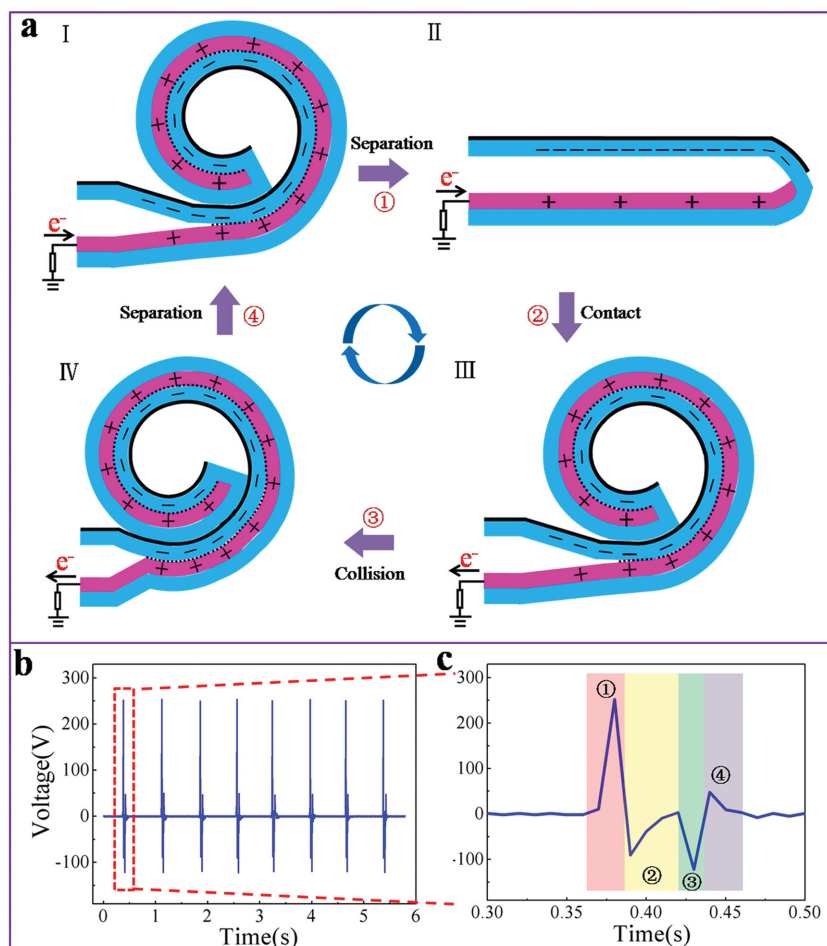 a
I
II
Separation
①
e⁻
e⁻
Separation
④
②
Contact
IV
III
③
Collision
e⁻
e⁻
b
c
300
200
100
0
-100
Voltage(V)
0 1 2 3 4 5 6
Time(s)
300
200
100
0
-100
①
②
③
④
0.30 0.35 0.40 0.45 0.50
Time(s)